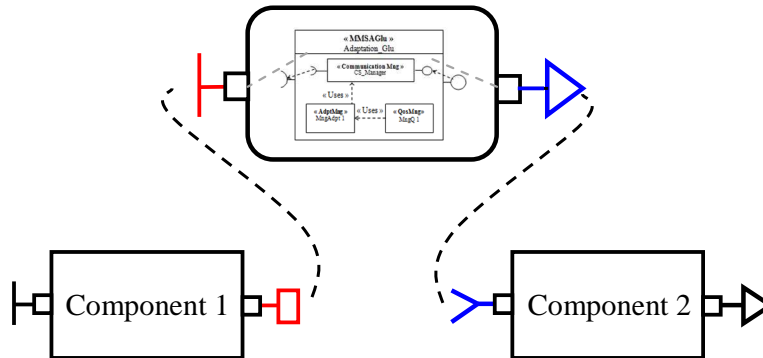 « MMSAGlu »
Adaptation_Glu
« Communication Mng »
CS_Manager
« Uses »
« AdptMng »
MngAdpt 1
« Uses »
« QosMng»
MngQ 1
Component 1
Component 2